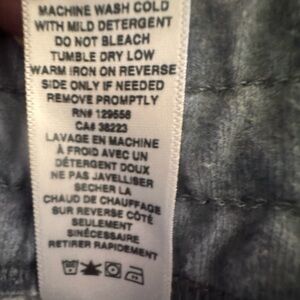 MACHINE WASH COLD
WITH MILD DETERGENT
DO NOT BLEACH
TUMBLE DRY LOW
WARM IRON ON REVERSE
SIDE ONLY IF NEEDED
REMOVE PROMPTLY
RN# 129558
CA# 38223
LAVAGE EN MACHINE
À FROID AVEC UN
DÉTERGENT DOUX
NE PAS JAVELLISER
SECHER LA
CHAUD DE CHAUFFAGE
SUR REVERSE CÔTÉ
SEULEMENT
SINÉCESSAIRE
RETIRER RAPIDEMENT